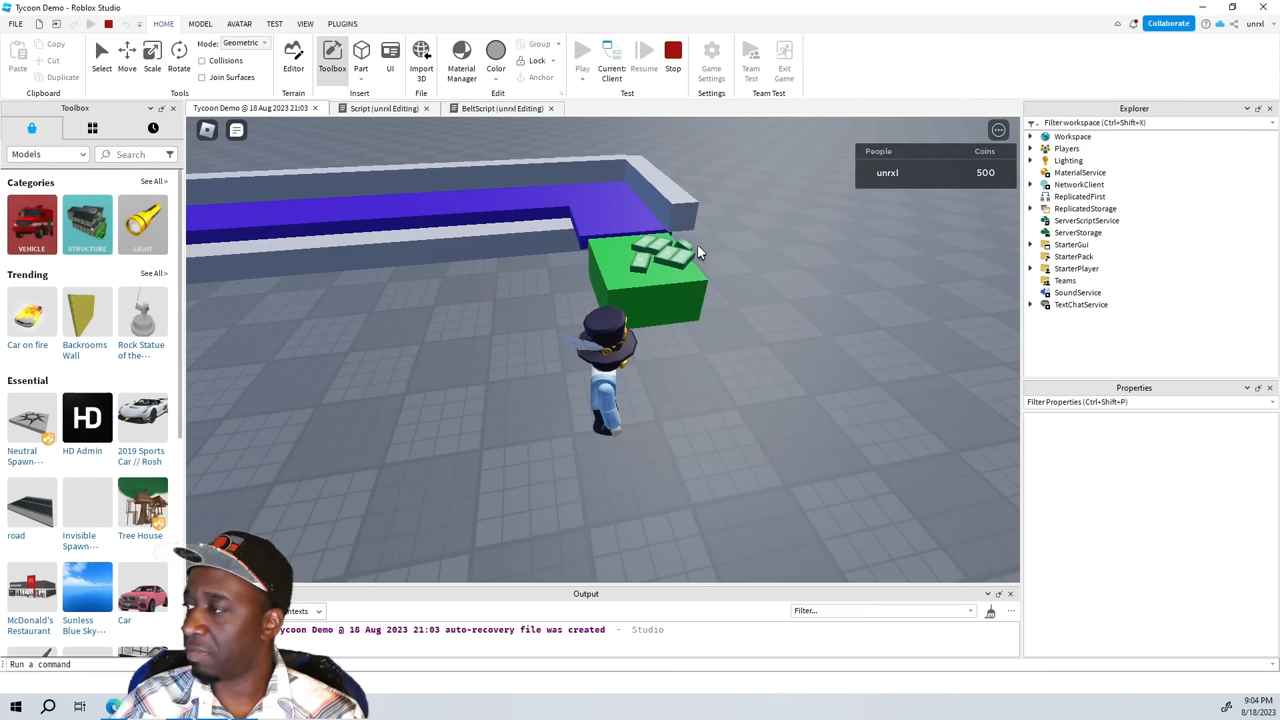 Tycoon Demo - Roblox Studio
FILE HOME MODEL AVATAR TEST VIEW PLUGINS Collaborate unrxl
Paste Copy Cut Duplicate Select Move Scale Rotate Mode: Geometric Collisions Join Surfaces Editor Toolbox Part UI Import 3D Material Manager Color Group Lock Anchor Play Current: Client Resume Stop Game Settings Team Test Exit Game
Clipboard Tools Terrain Insert File Edit Test Settings Team Test
Toolbox Tycoon Demo @ 18 Aug 2023 21:03 Script (unrxl Editing) BeltScript (unrxl Editing) Explorer
Filter workspace (Ctrl+Shift+X)
Models Search
Categories See All >
VEHICLE STRUCTURE LIGHT
Trending See All >
Car on fire Backrooms Wall Rock Statue of the···
Essential See All >
HD
Neutral Spawn··· HD Admin 2019 Sports Car // Rosh
road Invisible Spawn··· Tree House
McDonald's Restaurant Sunless Blue Sky··· Car
People Coins
unrxl 500
Workspace
Players
Lighting
MaterialService
NetworkClient
ReplicatedFirst
ReplicatedStorage
ServerScriptService
ServerStorage
StarterGui
StarterPack
StarterPlayer
Teams
SoundService
TextChatService
Properties
Filter Properties (Ctrl+Shift+P)
Output
ntexts Filter...
ycoon Demo @ 18 Aug 2023 21:03 auto-recovery file was created - Studio
Run a command
9:04 PM
8/18/2023